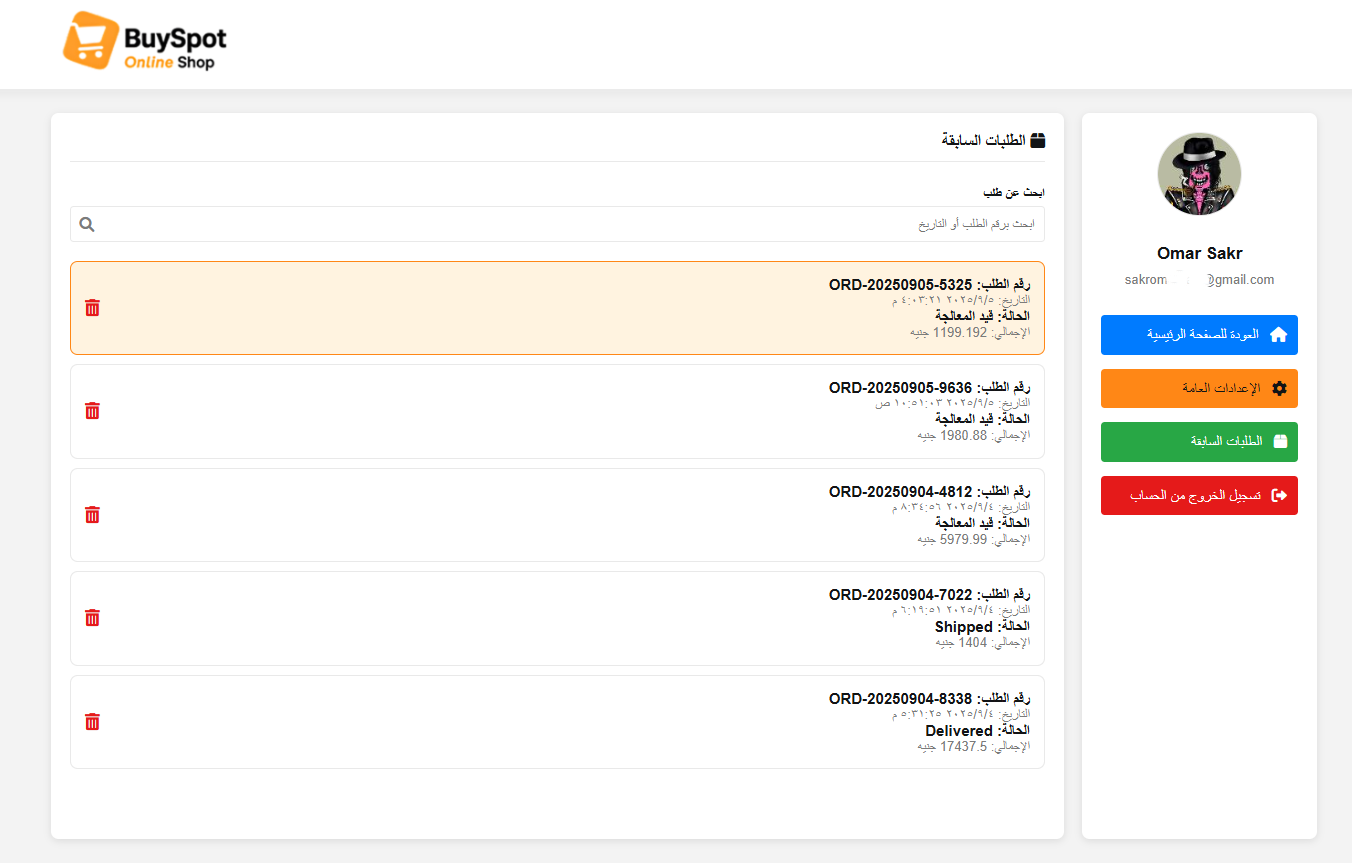 BuySpot
Online Shop
الطلبات السابقة
ابحث عن طلب
ابحث برقم الطلب أو التاريخ
رقم الطلب: ORD-20250905-5325
التاريخ: ٢٠٢٥/٩/٥ ٤:٠٣:٢١ م
الحالة: قيد المعالجة
الإجمالي: 1199.192 جنيه
رقم الطلب: ORD-20250905-9636
التاريخ: ٢٠٢٥/٩/٥ ١٠:٥١:٠٣ ص
الحالة: قيد المعالجة
الإجمالي: 1980.88 جنيه
رقم الطلب: ORD-20250904-4812
التاريخ: ٢٠٢٥/٩/٤ ٨:٣٤:٥٦ م
الحالة: قيد المعالجة
الإجمالي: 5979.99 جنيه
رقم الطلب: ORD-20250904-7022
التاريخ: ٢٠٢٥/٩/٤ ٦:١٩:٥١ م
الحالة: Shipped
الإجمالي: 1404 جنيه
رقم الطلب: ORD-20250904-8338
التاريخ: ٢٠٢٥/٩/٤ ٥:٣١:٢٥ م
الحالة: Delivered
الإجمالي: 17437.5 جنيه
Omar Sakr
sakrom @gmail.com
العودة للصفحة الرئيسية
الإعدادات العامة
الطلبات السابقة
تسجيل الخروج من الحساب